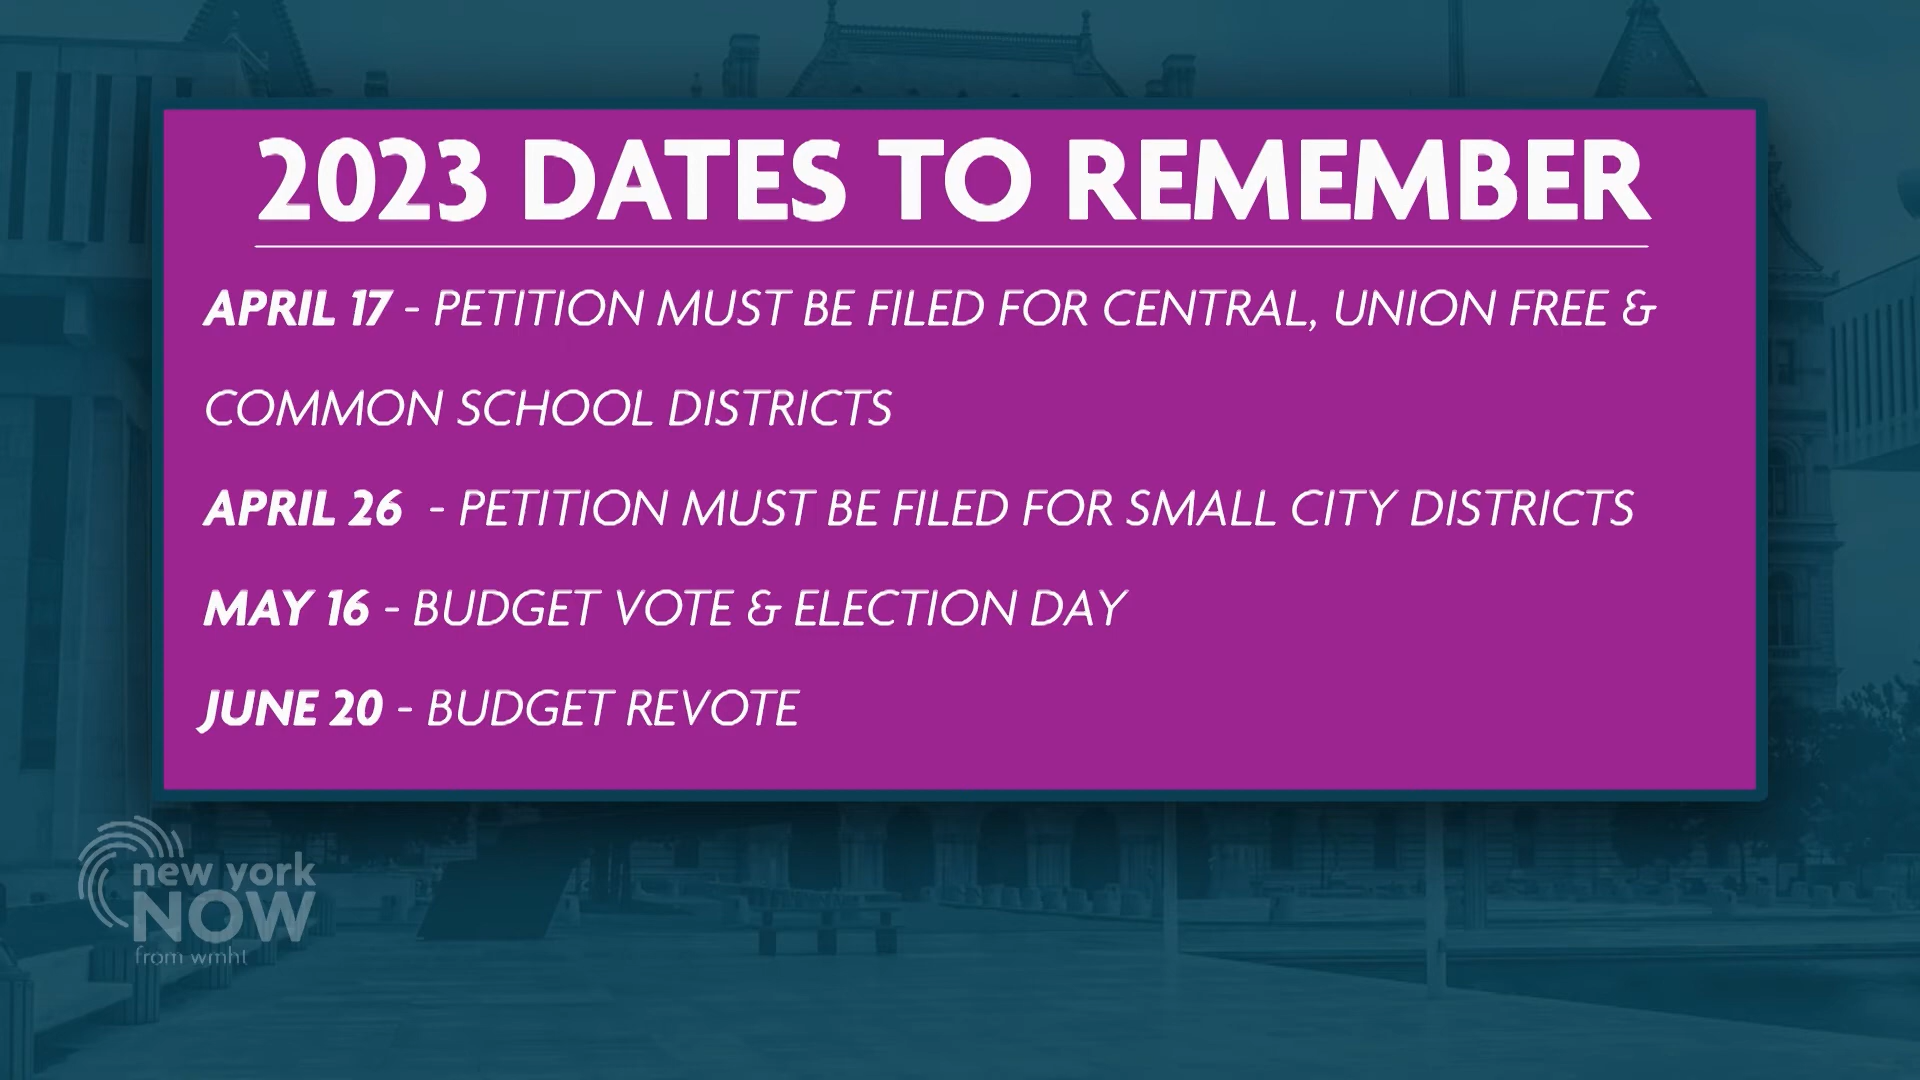 2023 DATES TO REMEMBER
APRIL 17 - PETITION MUST BE FILED FOR CENTRAL, UNION FREE &
COMMON SCHOOL DISTRICTS
APRIL 26 - PETITION MUST BE FILED FOR SMALL CITY DISTRICTS
MAY 16 - BUDGET VOTE & ELECTION DAY
JUNE 20 - BUDGET REVOTE
new york
NOW
from wmht